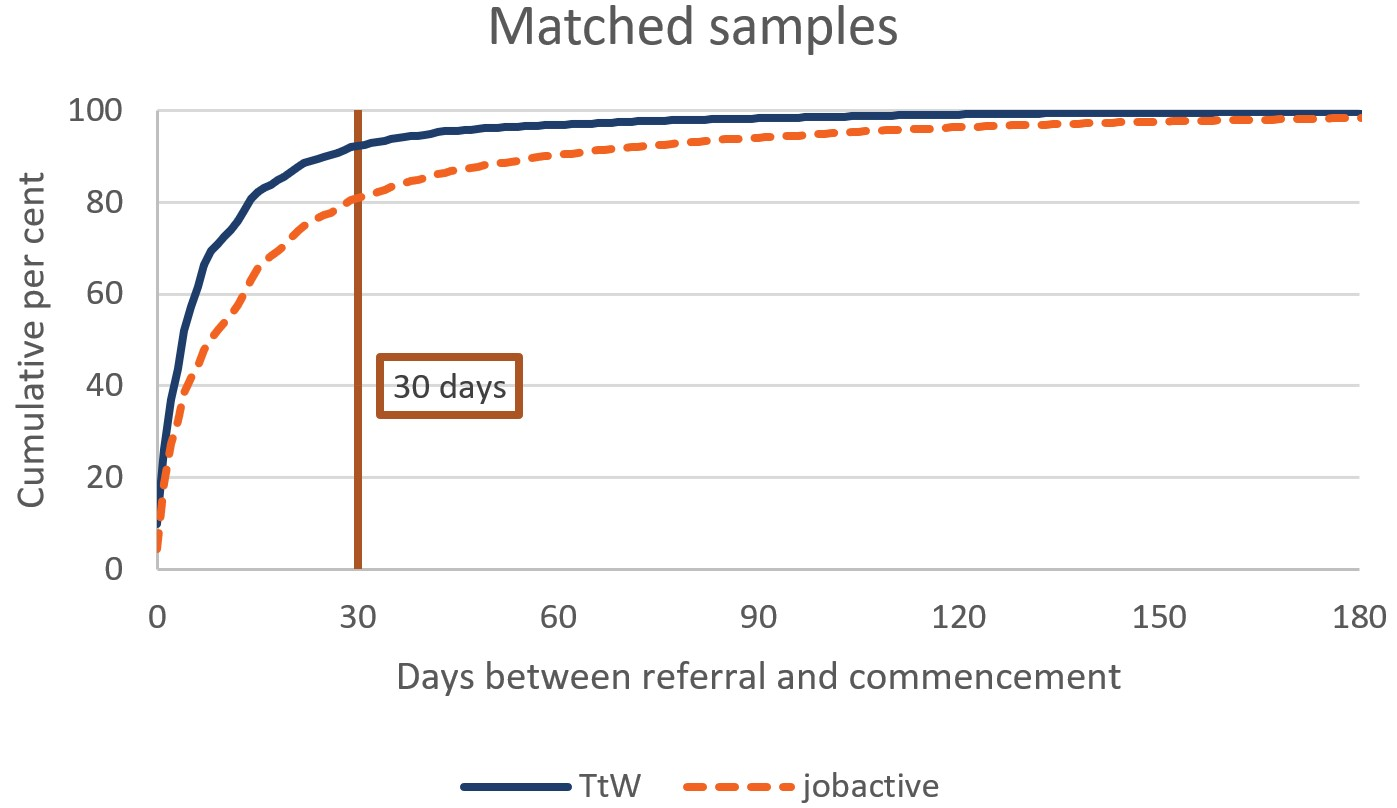 Matched samples
100
80
60
40
20
0
Cumulative per cent
30 days
0 30 60 90 120 150 180
Days between referral and commencement
TtW jobactive